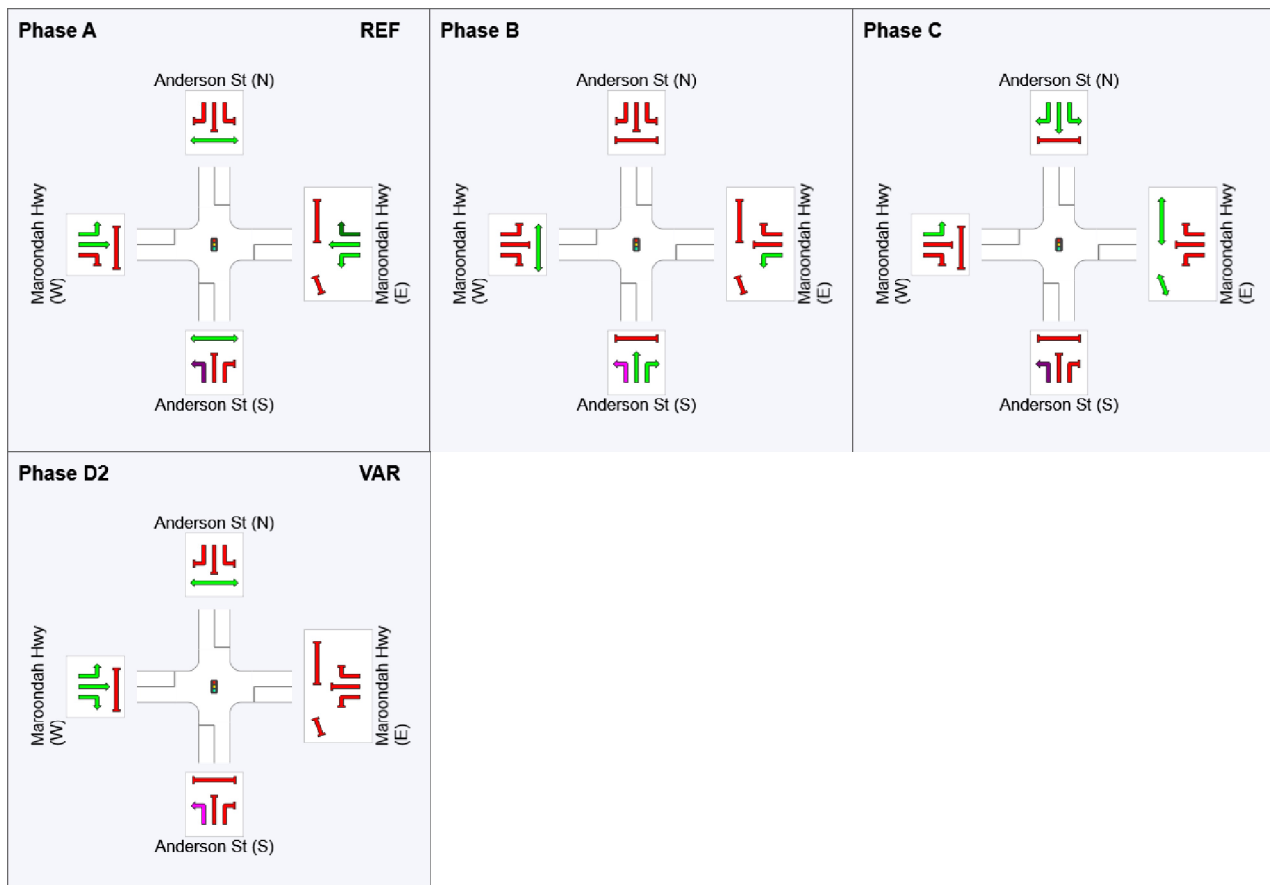 Phase A REF
Anderson St (N)
Maroondah Hwy
(W)
Maroondah Hwy
(E)
Anderson St (S)
Phase B
Anderson St (N)
Maroondah Hwy
(W)
Maroondah Hwy
(E)
Anderson St (S)
Phase C
Anderson St (N)
Maroondah Hwy
(W)
Maroondah Hwy
(E)
Anderson St (S)
Phase D2 VAR
Anderson St (N)
Maroondah Hwy
(W)
Maroondah Hwy
(E)
Anderson St (S)